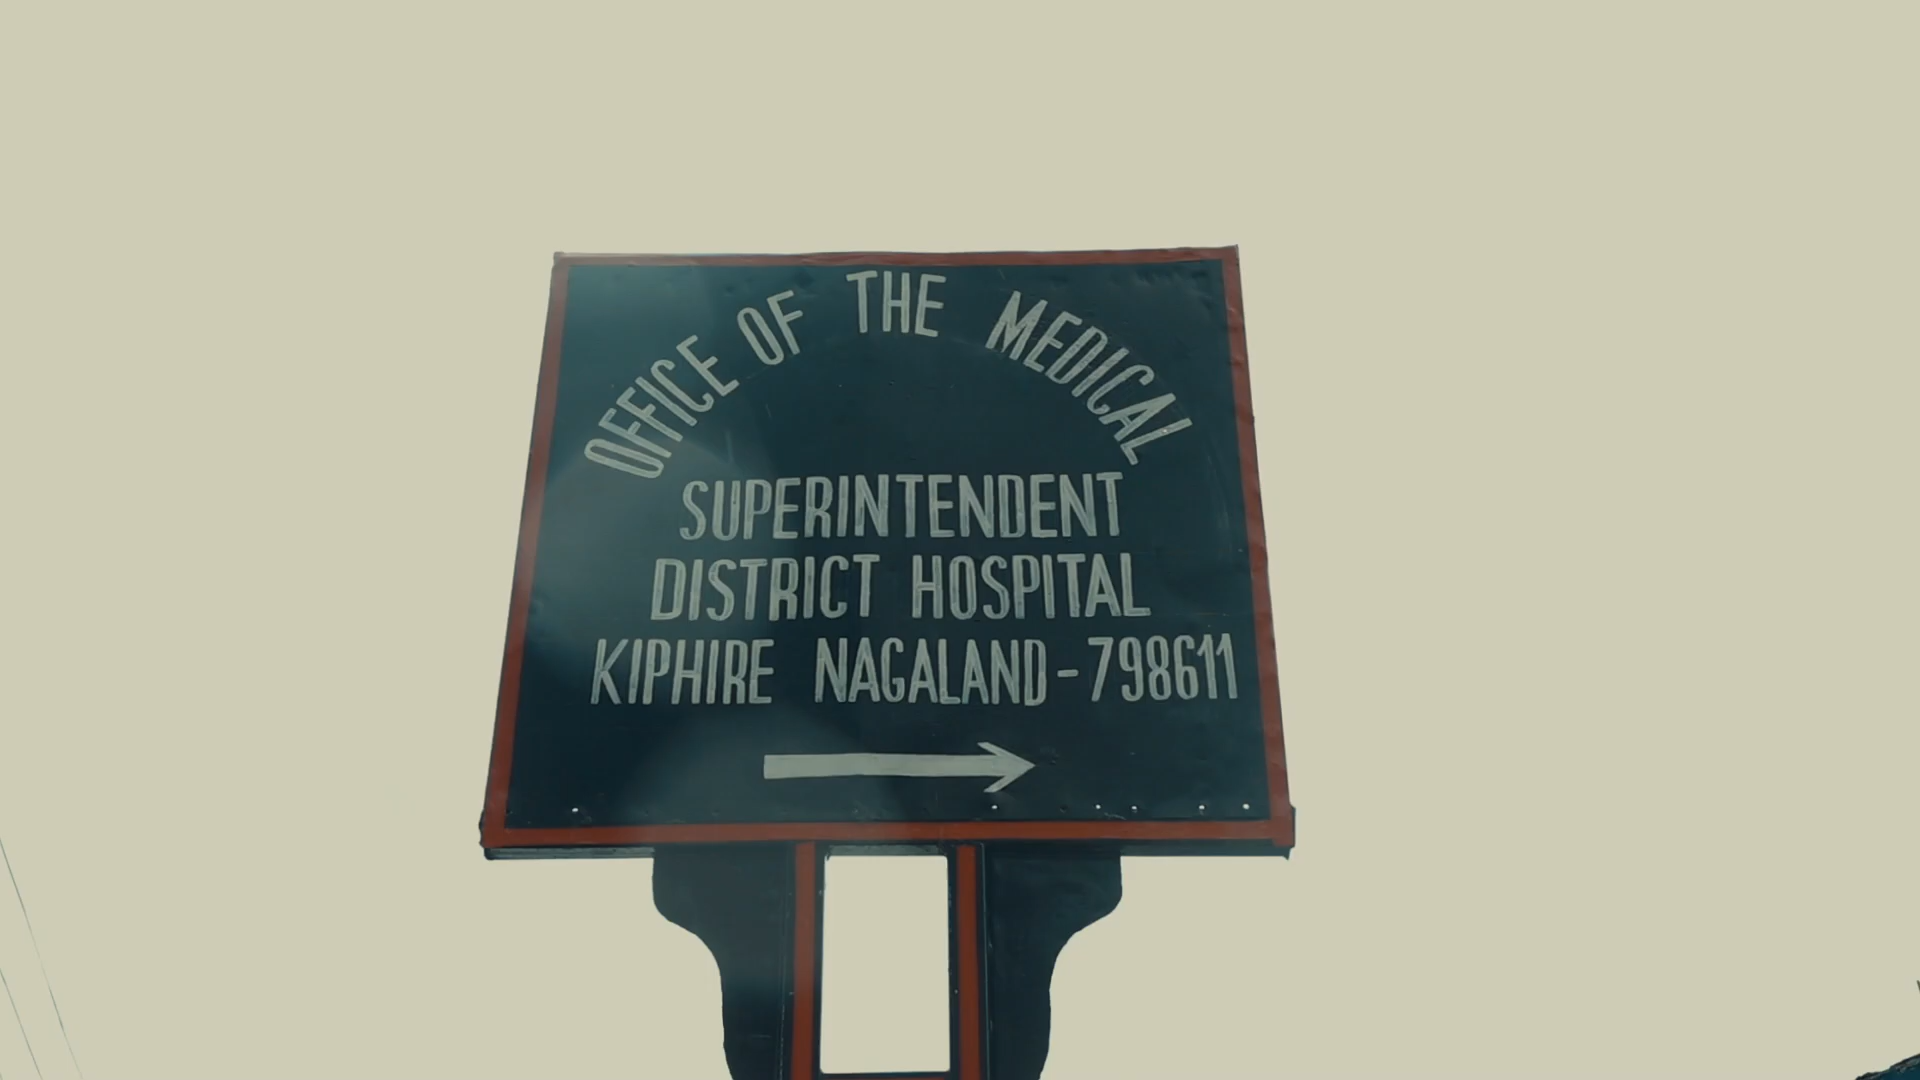 OFFICE OF THE MEDICAL
SUPERINTENDENT
DISTRICT HOSPITAL
KIPHIRE NAGALAND - 798611